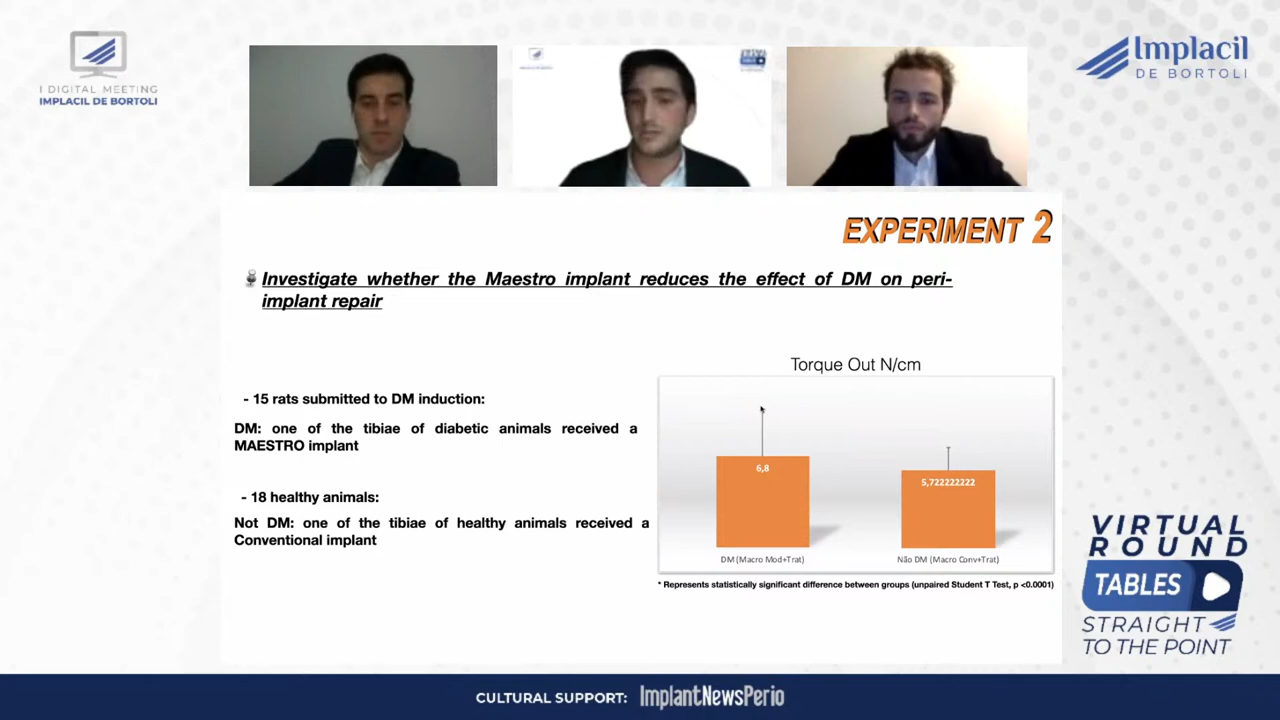 I DIGITAL MEETING
IMPLACIL DE BORTOLI
Implacil
DE BORTOLI
EXPERIMENT 2
Investigate whether the Maestro implant reduces the effect of DM on peri-
implant repair
Torque Out N/cm
- 15 rats submitted to DM induction:
DM: one of the tibiae of diabetic animals received a
MAESTRO implant
- 18 healthy animals:
Not DM: one of the tibiae of healthy animals received a
Conventional implant
6,8
5,722222222
DM (Macro Mod+Trat)
Não DM (Macro Conv+Trat)
* Represents statistically significant difference between groups (unpaired Student T Test, p <0.0001)
VIRTUAL
ROUND
TABLES
STRAIGHT
TO THE POINT
CULTURAL SUPPORT: ImplantNewsPerio